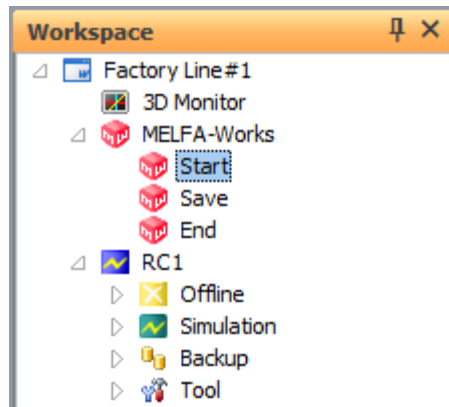 Workspace
Factory Line#1
3D Monitor
MELFA-Works
Start
Save
End
RC1
Offline
Simulation
Backup
Tool